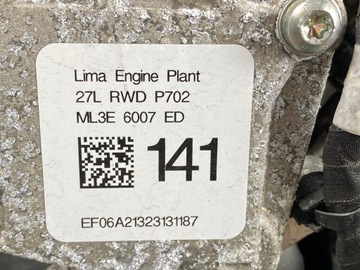 Lima Engine Plant
27L RWD P702
ML3E 6007 ED
141
EF06A21323131187